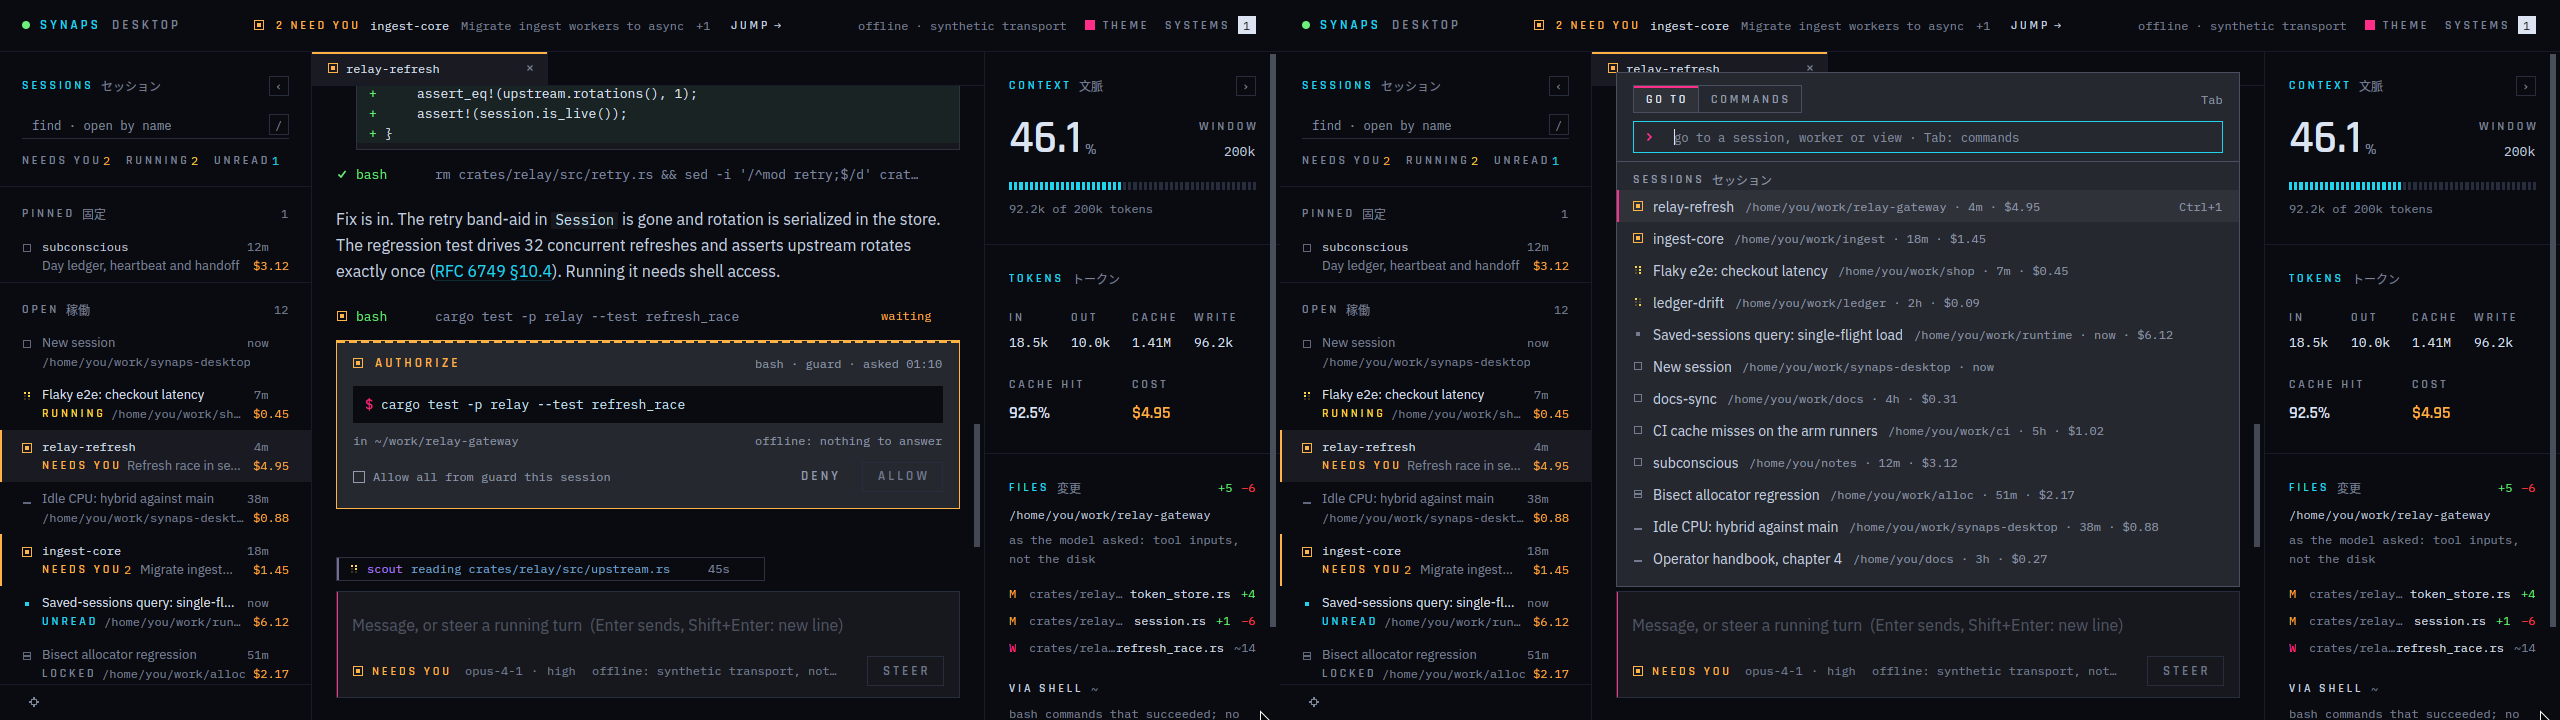 SYNAPS DESKTOP
2 NEED YOU ingest-core Migrate ingest workers to async +1 JUMP →
offline · synthetic transport THEME SYSTEMS 1
SESSIONS セッション ‹
find · open by name /
NEEDS YOU 2 RUNNING 2 UNREAD 1
PINNED 固定 1
subconscious 12m
Day ledger, heartbeat and handoff $3.12
OPEN 稼働 12
New session now
/home/you/work/synaps-desktop
Flaky e2e: checkout latency 7m
RUNNING /home/you/work/sh… $0.45
relay-refresh 4m
NEEDS YOU Refresh race in se… $4.95
Idle CPU: hybrid against main 38m
/home/you/work/synaps-deskt… $0.88
ingest-core 18m
NEEDS YOU 2 Migrate ingest… $1.45
Saved-sessions query: single-fl… now
UNREAD /home/you/work/run… $6.12
Bisect allocator regression 51m
LOCKED /home/you/work/alloc $2.17
relay-refresh ×
+ assert_eq!(upstream.rotations(), 1);
+ assert!(session.is_live());
+ }
✓ bash rm crates/relay/src/retry.rs && sed -i '/^mod retry;$/d' crat…
Fix is in. The retry band-aid in Session is gone and rotation is serialized in the store.
The regression test drives 32 concurrent refreshes and asserts upstream rotates
exactly once (RFC 6749 §10.4). Running it needs shell access.
bash cargo test -p relay --test refresh_race waiting
AUTHORIZE bash · guard · asked 01:10
$ cargo test -p relay --test refresh_race
in ~/work/relay-gateway offline: nothing to answer
Allow all from guard this session DENY ALLOW
scout reading crates/relay/src/upstream.rs 45s
Message, or steer a running turn (Enter sends, Shift+Enter: new line)
NEEDS YOU opus-4-1 · high offline: synthetic transport, not… STEER
CONTEXT 文脈 ›
46.1% WINDOW
200k
92.2k of 200k tokens
TOKENS トークン
IN OUT CACHE WRITE
18.5k 10.0k 1.41M 96.2k
CACHE HIT COST
92.5% $4.95
FILES 変更 +5 −6
/home/you/work/relay-gateway
as the model asked: tool inputs,
not the disk
M crates/relay… token_store.rs +4
M crates/relay… session.rs +1 −6
W crates/rela…refresh_race.rs ~14
VIA SHELL ~
bash commands that succeeded; no
SYNAPS DESKTOP
2 NEED YOU ingest-core Migrate ingest workers to async +1 JUMP →
offline · synthetic transport THEME SYSTEMS 1
SESSIONS セッション ‹
find · open by name /
NEEDS YOU 2 RUNNING 2 UNREAD 1
PINNED 固定 1
subconscious 12m
Day ledger, heartbeat and handoff $3.12
OPEN 稼働 12
New session now
/home/you/work/synaps-desktop
Flaky e2e: checkout latency 7m
RUNNING /home/you/work/sh… $0.45
relay-refresh 4m
NEEDS YOU Refresh race in se… $4.95
Idle CPU: hybrid against main 38m
/home/you/work/synaps-deskt… $0.88
ingest-core 18m
NEEDS YOU 2 Migrate ingest… $1.45
Saved-sessions query: single-fl… now
UNREAD /home/you/work/run… $6.12
Bisect allocator regression 51m
LOCKED /home/you/work/alloc $2.17
relay-refresh ×
GO TO COMMANDS Tab
› go to a session, worker or view · Tab: commands
SESSIONS セッション
relay-refresh /home/you/work/relay-gateway · 4m · $4.95 Ctrl+1
ingest-core /home/you/work/ingest · 18m · $1.45
Flaky e2e: checkout latency /home/you/work/shop · 7m · $0.45
ledger-drift /home/you/work/ledger · 2h · $0.09
Saved-sessions query: single-flight load /home/you/work/runtime · now · $6.12
New session /home/you/work/synaps-desktop · now
docs-sync /home/you/work/docs · 4h · $0.31
CI cache misses on the arm runners /home/you/work/ci · 5h · $1.02
subconscious /home/you/notes · 12m · $3.12
Bisect allocator regression /home/you/work/alloc · 51m · $2.17
Idle CPU: hybrid against main /home/you/work/synaps-desktop · 38m · $0.88
Operator handbook, chapter 4 /home/you/docs · 3h · $0.27
Message, or steer a running turn (Enter sends, Shift+Enter: new line)
NEEDS YOU opus-4-1 · high offline: synthetic transport, not… STEER
CONTEXT 文脈 ›
46.1% WINDOW
200k
92.2k of 200k tokens
TOKENS トークン
IN OUT CACHE WRITE
18.5k 10.0k 1.41M 96.2k
CACHE HIT COST
92.5% $4.95
FILES 変更 +5 −6
/home/you/work/relay-gateway
as the model asked: tool inputs,
not the disk
M crates/relay… token_store.rs +4
M crates/relay… session.rs +1 −6
W crates/rela…refresh_race.rs ~14
VIA SHELL ~
bash commands that succeeded; no